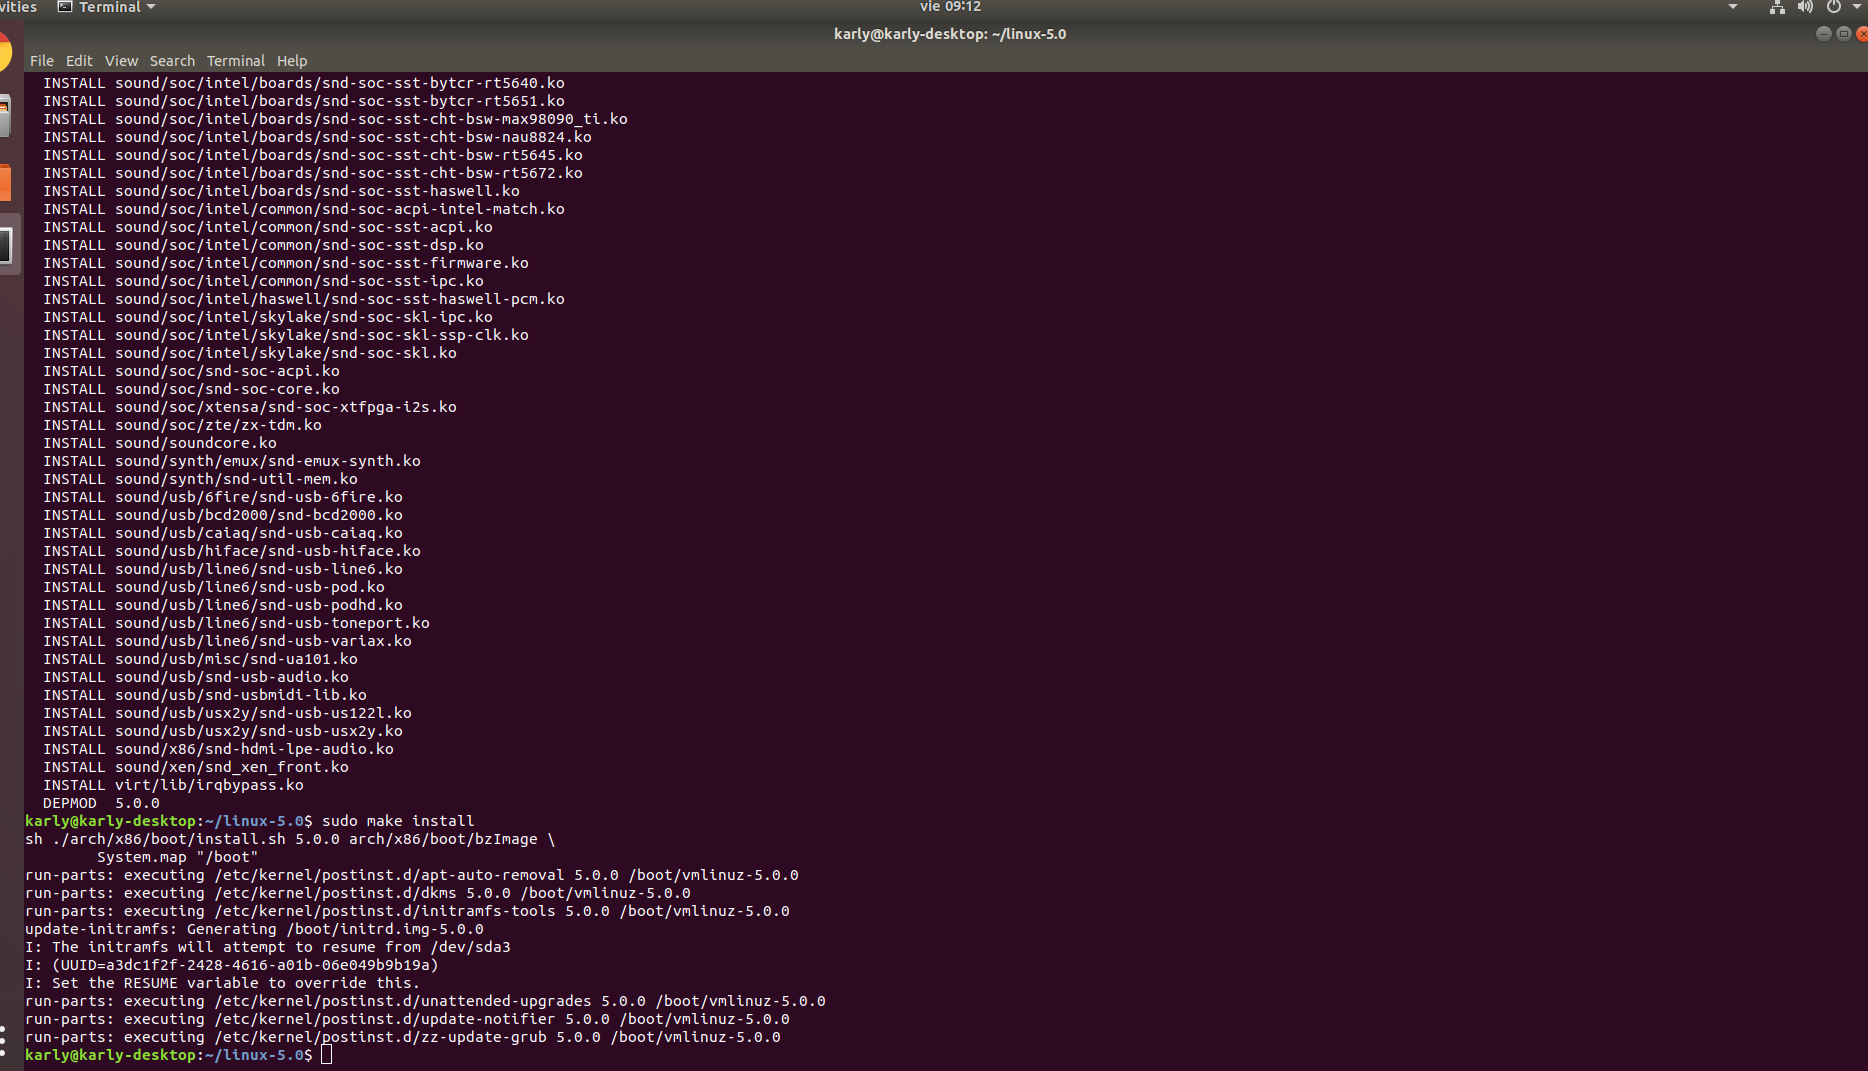 vities Terminal vie 09:12
karly@karly-desktop: ~/linux-5.0
File Edit View Search Terminal Help
INSTALL sound/soc/intel/boards/snd-soc-sst-bytcr-rt5640.ko
INSTALL sound/soc/intel/boards/snd-soc-sst-bytcr-rt5651.ko
INSTALL sound/soc/intel/boards/snd-soc-sst-cht-bsw-max98090_ti.ko
INSTALL sound/soc/intel/boards/snd-soc-sst-cht-bsw-nau8824.ko
INSTALL sound/soc/intel/boards/snd-soc-sst-cht-bsw-rt5645.ko
INSTALL sound/soc/intel/boards/snd-soc-sst-cht-bsw-rt5672.ko
INSTALL sound/soc/intel/boards/snd-soc-sst-haswell.ko
INSTALL sound/soc/intel/common/snd-soc-acpi-intel-match.ko
INSTALL sound/soc/intel/common/snd-soc-sst-acpi.ko
INSTALL sound/soc/intel/common/snd-soc-sst-dsp.ko
INSTALL sound/soc/intel/common/snd-soc-sst-firmware.ko
INSTALL sound/soc/intel/common/snd-soc-sst-ipc.ko
INSTALL sound/soc/intel/haswell/snd-soc-sst-haswell-pcm.ko
INSTALL sound/soc/intel/skylake/snd-soc-skl-ipc.ko
INSTALL sound/soc/intel/skylake/snd-soc-skl-ssp-clk.ko
INSTALL sound/soc/intel/skylake/snd-soc-skl.ko
INSTALL sound/soc/snd-soc-acpi.ko
INSTALL sound/soc/snd-soc-core.ko
INSTALL sound/soc/xtensa/snd-soc-xtfpga-i2s.ko
INSTALL sound/soc/zte/zx-tdm.ko
INSTALL sound/soundcore.ko
INSTALL sound/synth/emux/snd-emux-synth.ko
INSTALL sound/synth/snd-util-mem.ko
INSTALL sound/usb/6fire/snd-usb-6fire.ko
INSTALL sound/usb/bcd2000/snd-bcd2000.ko
INSTALL sound/usb/caiaq/snd-usb-caiaq.ko
INSTALL sound/usb/hiface/snd-usb-hiface.ko
INSTALL sound/usb/line6/snd-usb-line6.ko
INSTALL sound/usb/line6/snd-usb-pod.ko
INSTALL sound/usb/line6/snd-usb-podhd.ko
INSTALL sound/usb/line6/snd-usb-toneport.ko
INSTALL sound/usb/line6/snd-usb-variax.ko
INSTALL sound/usb/misc/snd-ua101.ko
INSTALL sound/usb/snd-usb-audio.ko
INSTALL sound/usb/snd-usbmidi-lib.ko
INSTALL sound/usb/usx2y/snd-usb-us122l.ko
INSTALL sound/usb/usx2y/snd-usb-usx2y.ko
INSTALL sound/x86/snd-hdmi-lpe-audio.ko
INSTALL sound/xen/snd_xen_front.ko
INSTALL virt/lib/irqbypass.ko
DEPMOD 5.0.0
karly@karly-desktop:~/linux-5.0$ sudo make install
sh ./arch/x86/boot/install.sh 5.0.0 arch/x86/boot/bzImage \
System.map "/boot"
run-parts: executing /etc/kernel/postinst.d/apt-auto-removal 5.0.0 /boot/vmlinuz-5.0.0
run-parts: executing /etc/kernel/postinst.d/dkms 5.0.0 /boot/vmlinuz-5.0.0
run-parts: executing /etc/kernel/postinst.d/initramfs-tools 5.0.0 /boot/vmlinuz-5.0.0
update-initramfs: Generating /boot/initrd.img-5.0.0
I: The initramfs will attempt to resume from /dev/sda3
I: (UUID=a3dc1f2f-2428-4616-a01b-06e049b9b19a)
I: Set the RESUME variable to override this.
run-parts: executing /etc/kernel/postinst.d/unattended-upgrades 5.0.0 /boot/vmlinuz-5.0.0
run-parts: executing /etc/kernel/postinst.d/update-notifier 5.0.0 /boot/vmlinuz-5.0.0
run-parts: executing /etc/kernel/postinst.d/zz-update-grub 5.0.0 /boot/vmlinuz-5.0.0
karly@karly-desktop:~/linux-5.0$